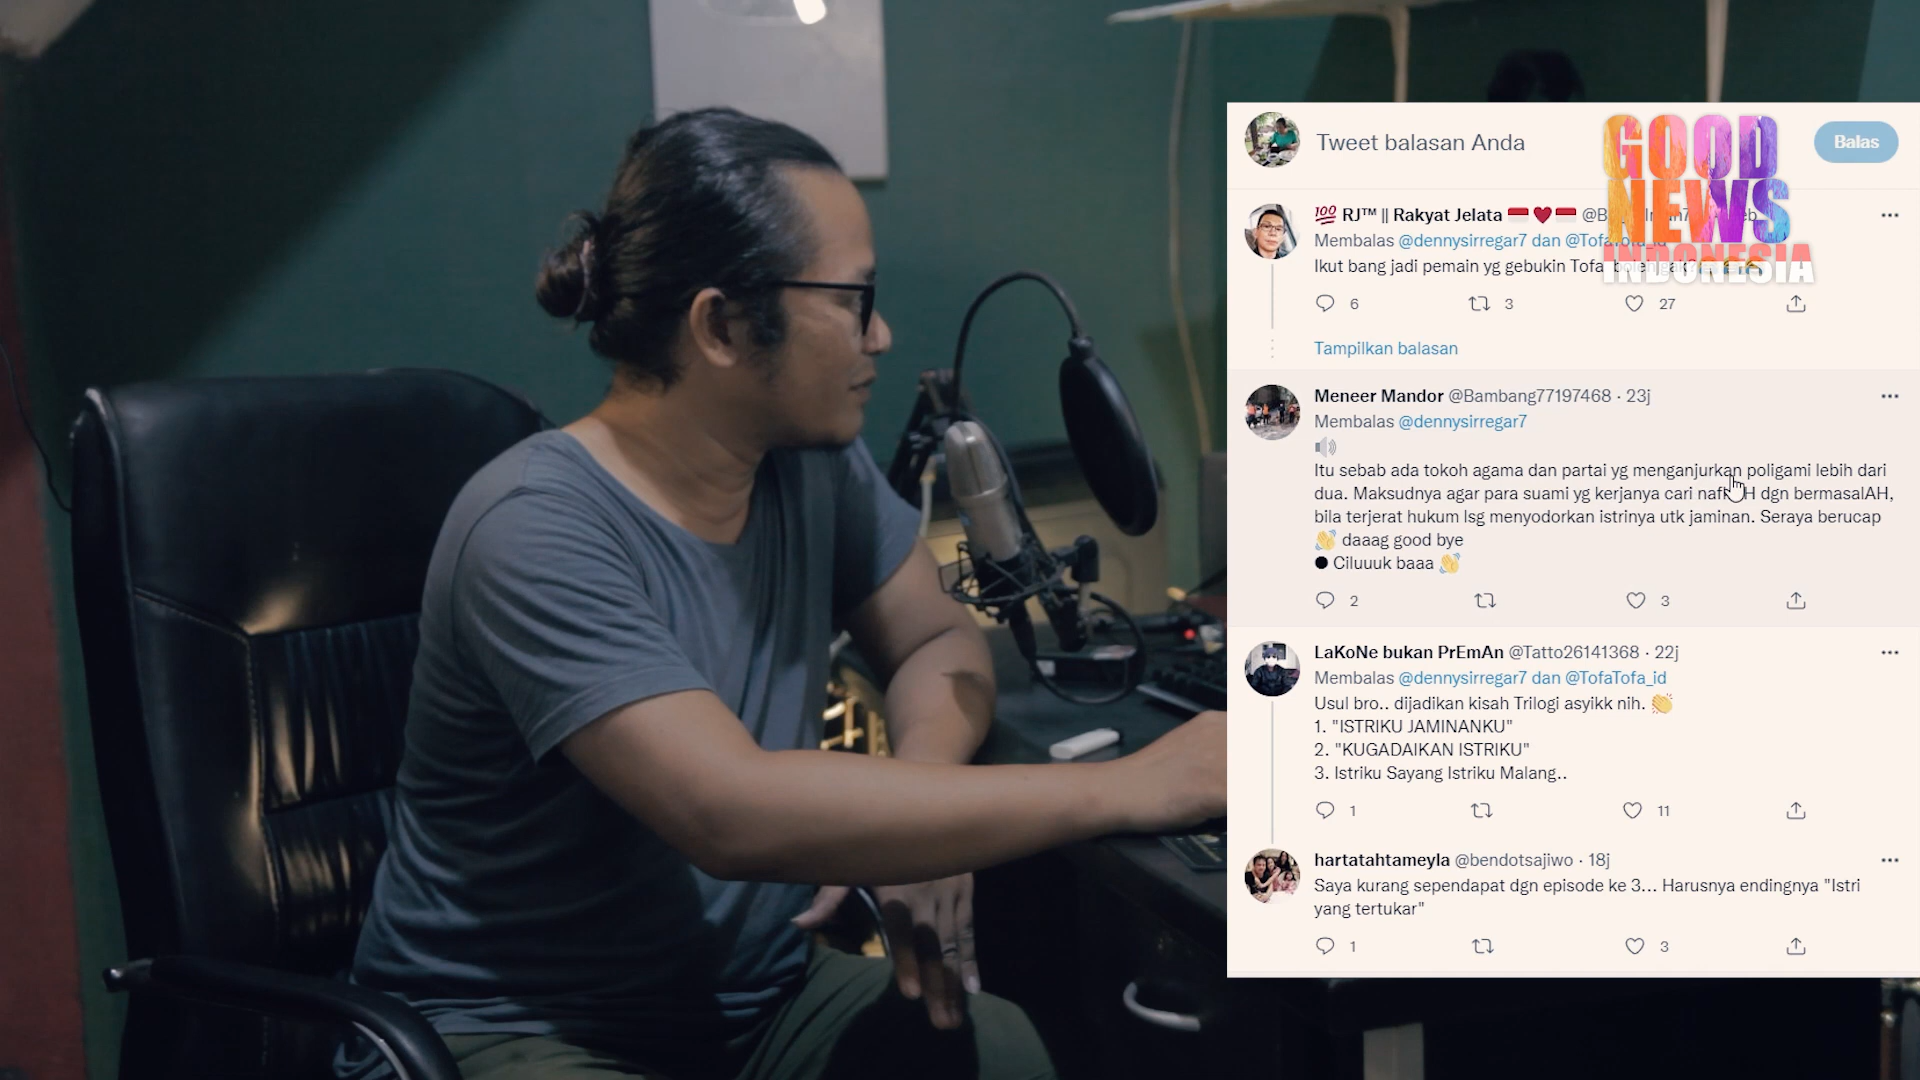 Tweet balasan Anda
Balas
GOOD
NEWS
INDONESIA
💯 RJ™ || Rakyat Jelata 🇮🇩❤️🇮🇩
Membalas @dennysirregar7 dan @TofaTofa_id
Ikut bang jadi pemain yg gebukin Tofa boleh gak?
6 3 27
Tampilkan balasan
Meneer Mandor @Bambang77197468 · 23j
Membalas @dennysirregar7
🔊
Itu sebab ada tokoh agama dan partai yg menganjurkan poligami lebih dari
dua. Maksudnya agar para suami yg kerjanya cari dgn bermasalAH,
bila terjerat hukum lsg menyodorkan istrinya utk jaminan. Seraya berucap
👋 daaag good bye
● Ciluuuk baaa 👋
2 3
LaKoNe bukan PrEmAn @Tatto26141368 · 22j
Membalas @dennysirregar7 dan @TofaTofa_id
Usul bro.. dijadikan kisah Trilogi asyikk nih. 👏
1. "ISTRIKU JAMINANKU"
2. "KUGADAIKAN ISTRIKU"
3. Istriku Sayang Istriku Malang..
1 11
hartatahtameyla @bendotsajiwo · 18j
Saya kurang sependapat dgn episode ke 3... Harusnya endingnya "Istri
yang tertukar"
1 3